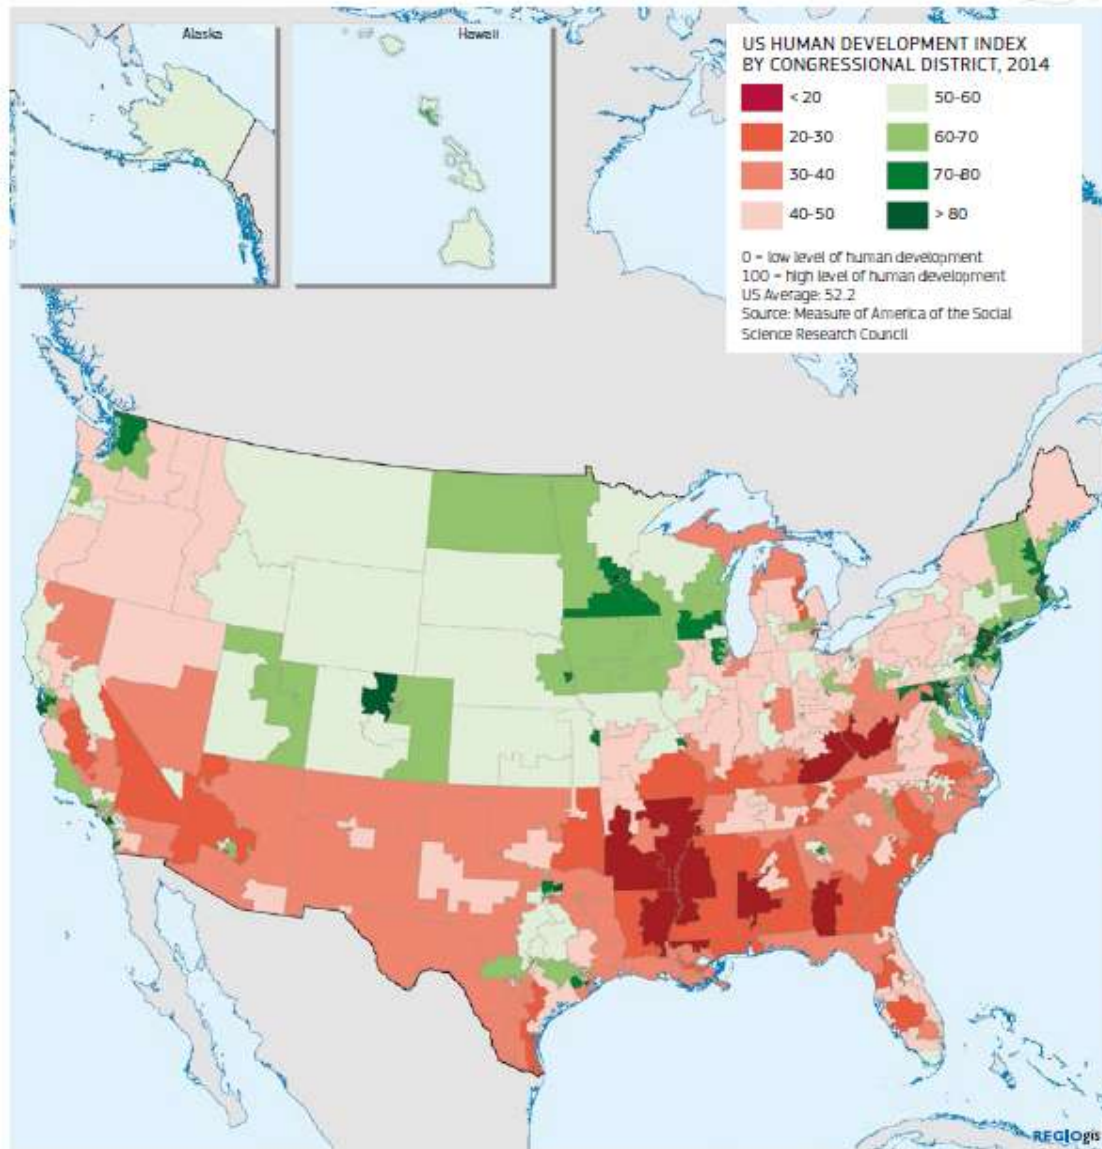 Alaska
Hawaii
US HUMAN DEVELOPMENT INDEX
BY CONGRESSIONAL DISTRICT, 2014
< 20
20-30
30-40
40-50
50-60
60-70
70-80
> 80
0 = low level of human development
100 = high level of human development
US Average: 52.2
Source: Measure of America of the Social
Science Research Council
REGIOgis